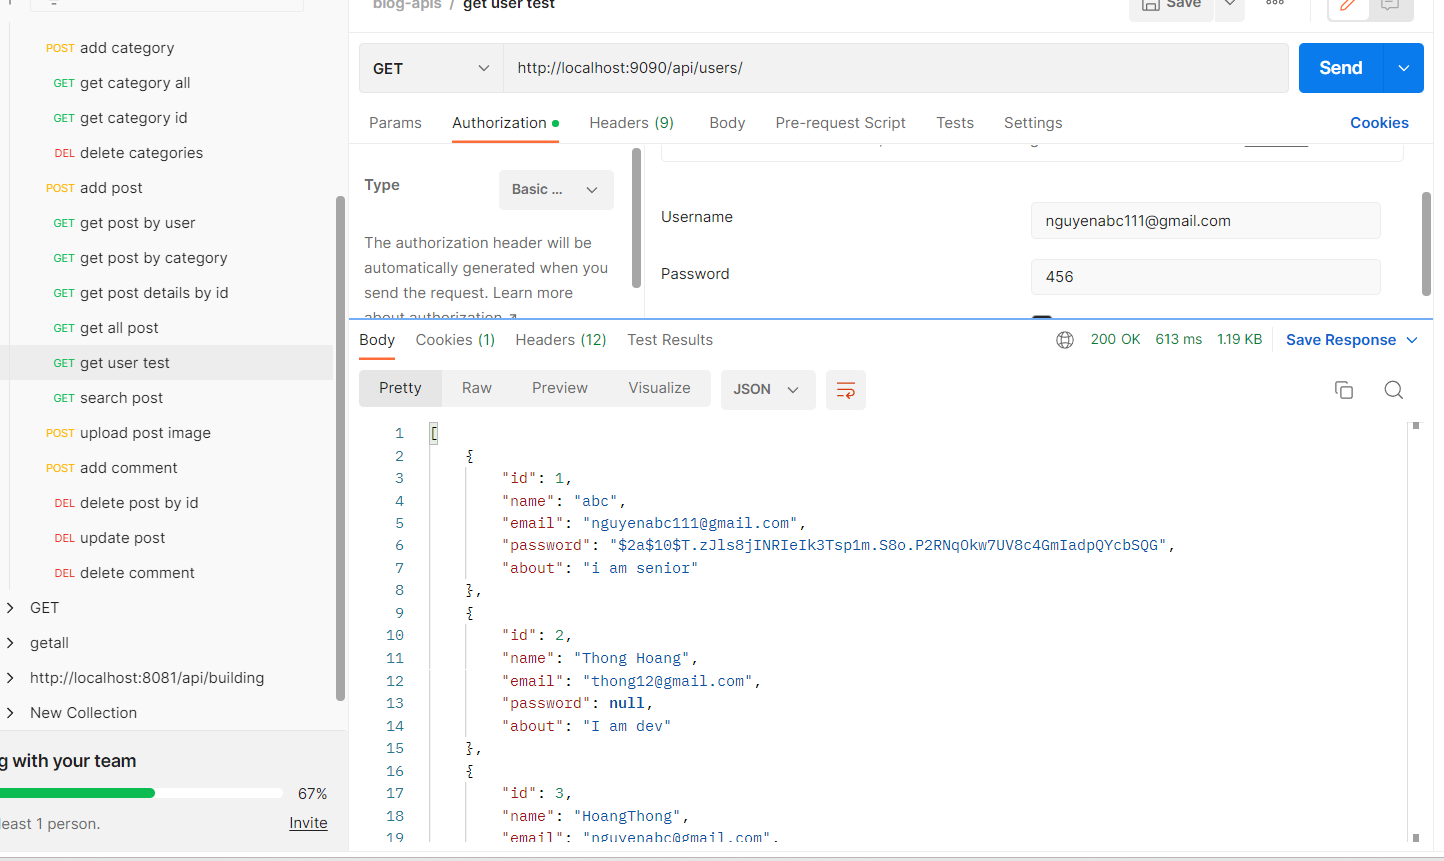 blog-apis / get user test
Save
POST add category
GET get category all
GET get category id
DEL delete categories
POST add post
GET get post by user
GET get post by category
GET get post details by id
GET get all post
GET get user test
GET search post
POST upload post image
POST add comment
DEL delete post by id
DEL update post
DEL delete comment
GET
getall
http://localhost:8081/api/building
New Collection
g with your team
67%
least 1 person.
Invite
GET
http://localhost:9090/api/users/
Send
Params Authorization Headers (9) Body Pre-request Script Tests Settings Cookies
Type
Basic ...
The authorization header will be
automatically generated when you
send the request. Learn more
about authorization ↗
Username
nguyenabc111@gmail.com
Password
456
Body Cookies (1) Headers (12) Test Results
200 OK 613 ms 1.19 KB Save Response
Pretty Raw Preview Visualize JSON
1 [
2 {
3 "id": 1,
4 "name": "abc",
5 "email": "nguyenabc111@gmail.com",
6 "password": "$2a$10$T.zJls8jINRIeIk3Tsp1m.S8o.P2RNqOkw7UV8c4GmIadpQYcbSQG",
7 "about": "i am senior"
8 },
9 {
10 "id": 2,
11 "name": "Thong Hoang",
12 "email": "thong12@gmail.com",
13 "password": null,
14 "about": "I am dev"
15 },
16 {
17 "id": 3,
18 "name": "HoangThong",
19 "email": "nguyenabc@gmail.com",